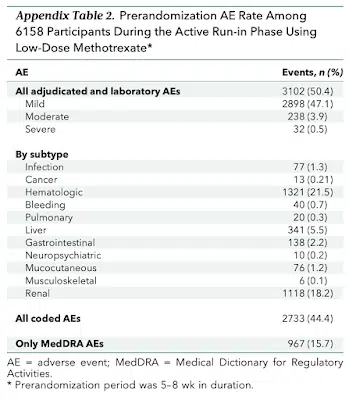 Appendix Table 2. Prerandomization AE Rate Among
6158 Participants During the Active Run-in Phase Using
Low-Dose Methotrexate*
AE Events, n (%)
All adjudicated and laboratory AEs 3102 (50.4)
Mild 2898 (47.1)
Moderate 238 (3.9)
Severe 32 (0.5)
By subtype
Infection 77 (1.3)
Cancer 13 (0.21)
Hematologic 1321 (21.5)
Bleeding 40 (0.7)
Pulmonary 20 (0.3)
Liver 341 (5.5)
Gastrointestinal 138 (2.2)
Neuropsychiatric 10 (0.2)
Mucocutaneous 76 (1.2)
Musculoskeletal 6 (0.1)
Renal 1118 (18.2)
All coded AEs 2733 (44.4)
Only MedDRA AEs 967 (15.7)
AE = adverse event; MedDRA = Medical Dictionary for Regulatory
Activities.
* Prerandomization period was 5–8 wk in duration.